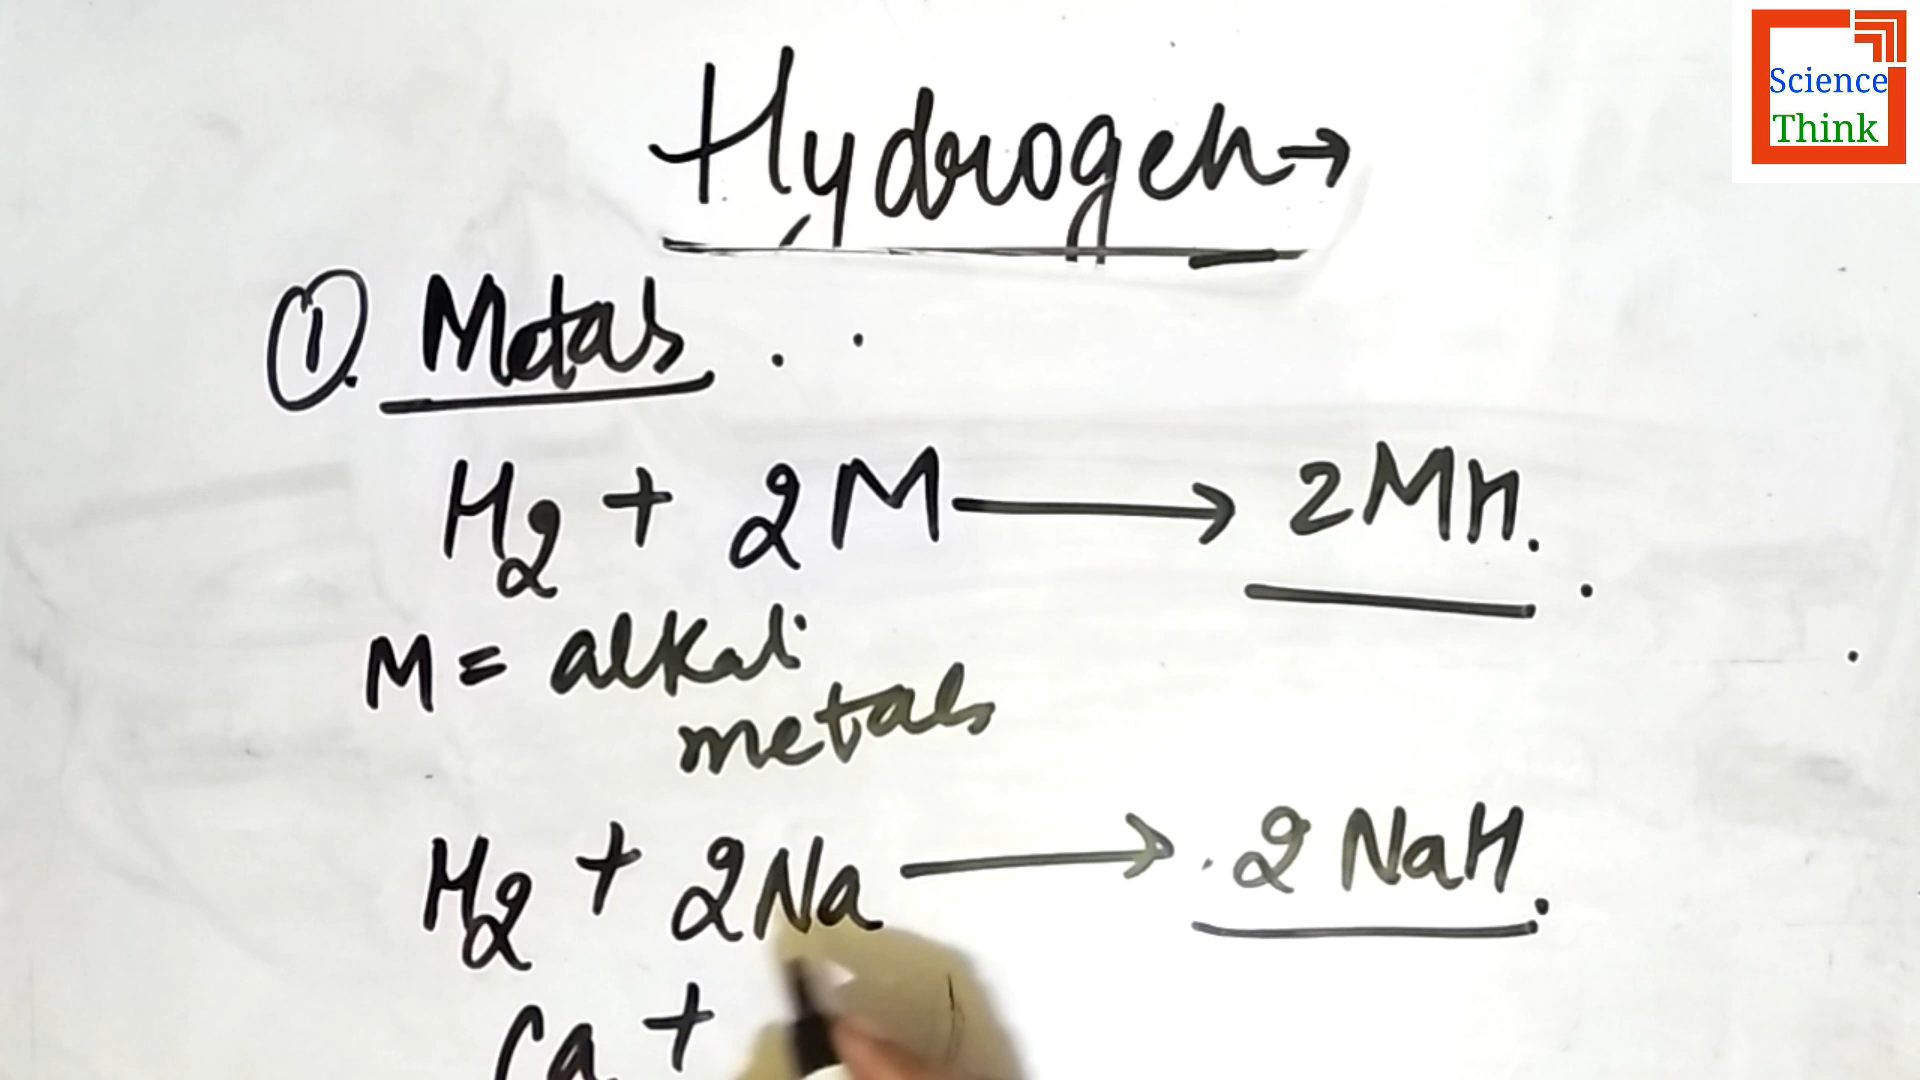 Hydrogen→
Science
Think
①. Metals
H₂ + 2M ⟶ 2MH.
M = alkali
metals
H₂ + 2Na ⟶ 2NaH.
Ca +